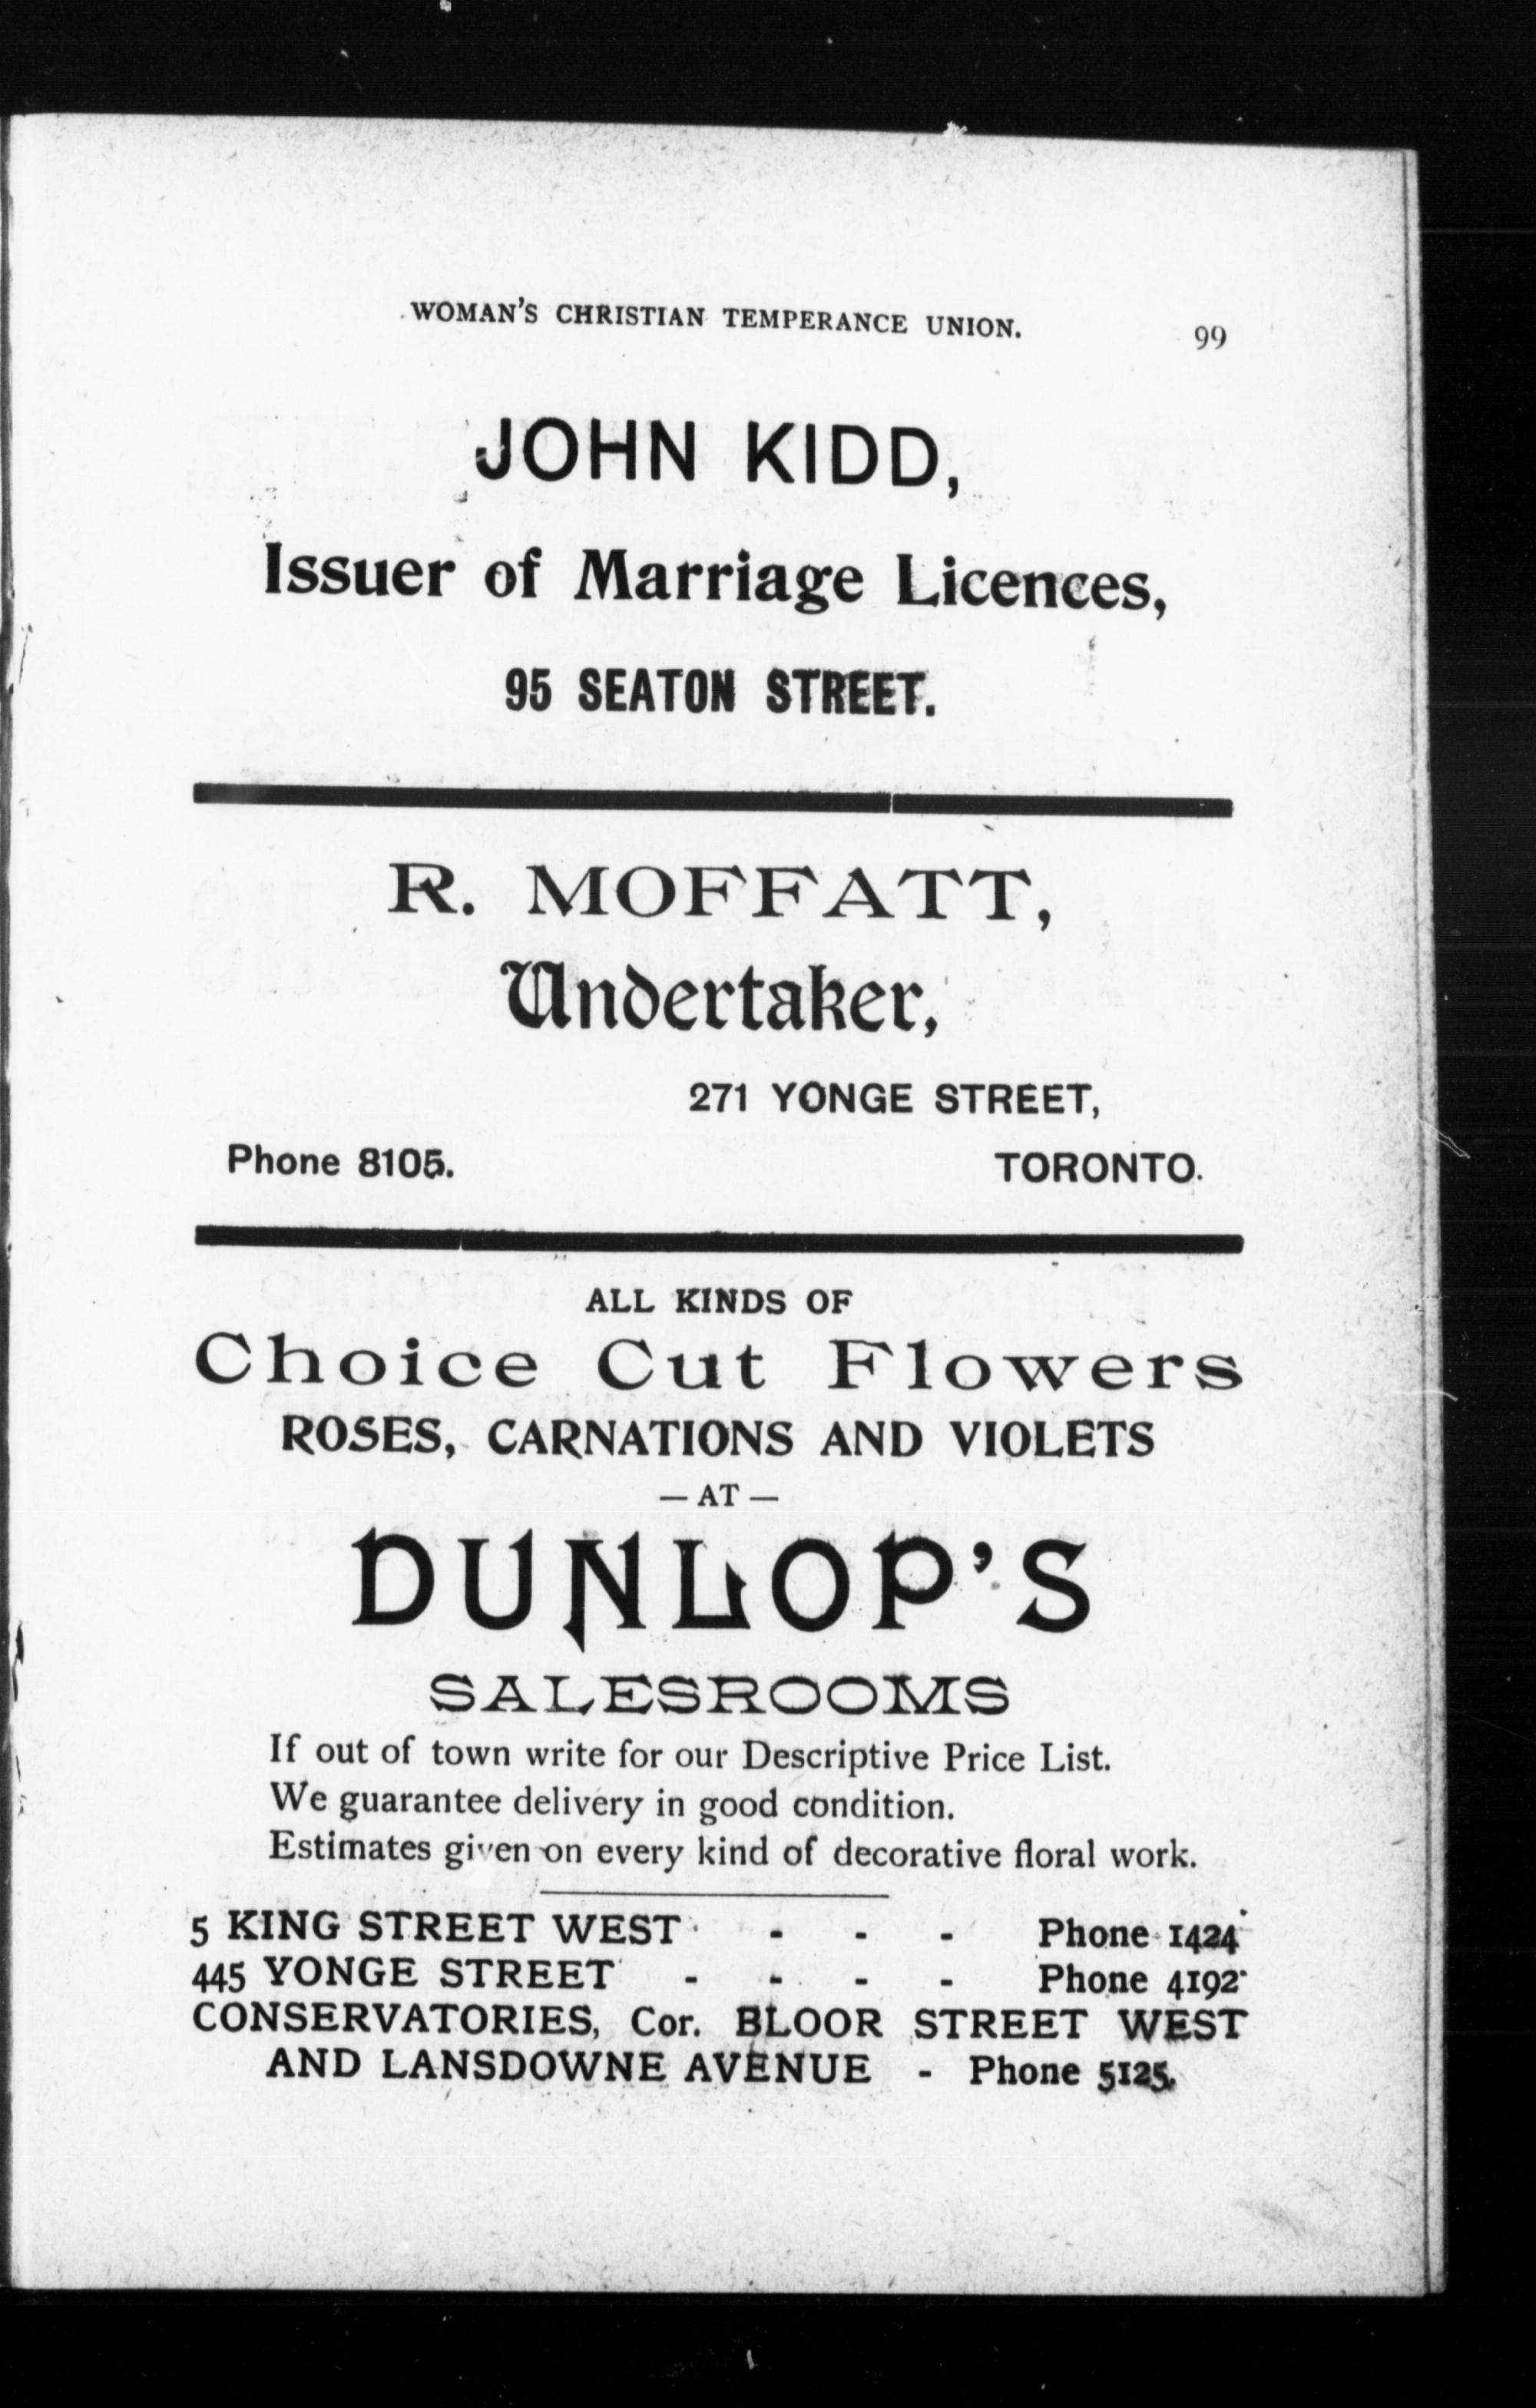 WOMAN'S CHRISTIAN TEMPERANCE UNION. 99
JOHN KIDD,
Issuer of Marriage Licences,
95 SEATON STREET.
R. MOFFATT,
Undertaker,
271 YONGE STREET,
Phone 8105. TORONTO.
ALL KINDS OF
Choice Cut Flowers
ROSES, CARNATIONS AND VIOLETS
— AT —
DUNLOP'S
SALESROOMS
If out of town write for our Descriptive Price List.
We guarantee delivery in good condition.
Estimates given on every kind of decorative floral work.
5 KING STREET WEST - - - Phone 1424
445 YONGE STREET - - - - Phone 4192
CONSERVATORIES, Cor. BLOOR STREET WEST
AND LANSDOWNE AVENUE - Phone 5125.